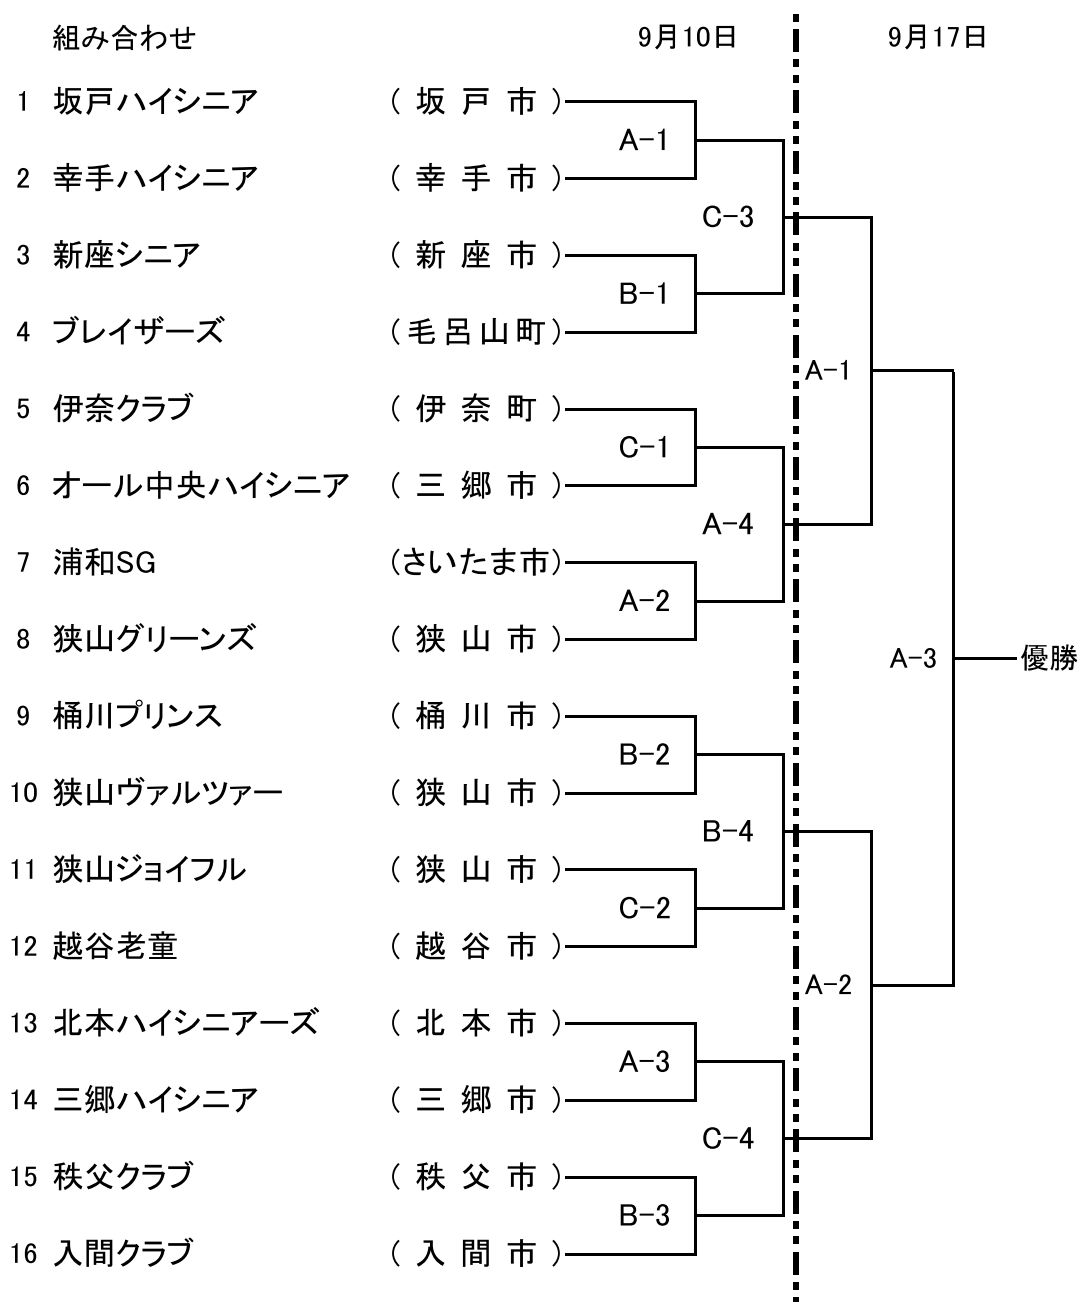 組み合わせ 9月10日 9月17日
1 坂戸ハイシニア (坂戸市)
A-1
2 幸手ハイシニア (幸手市)
C-3
3 新座シニア (新座市)
B-1
4 ブレイザーズ (毛呂山町)
A-1
5 伊奈クラブ (伊奈町)
C-1
6 オール中央ハイシニア (三郷市)
A-4
7 浦和SG (さいたま市)
A-2
8 狭山グリーンズ (狭山市)
A-3 優勝
9 桶川プリンス (桶川市)
B-2
10 狭山ヴァルツァー (狭山市)
B-4
11 狭山ジョイフル (狭山市)
C-2
12 越谷老童 (越谷市)
A-2
13 北本ハイシニアーズ (北本市)
A-3
14 三郷ハイシニア (三郷市)
C-4
15 秩父クラブ (秩父市)
B-3
16 入間クラブ (入間市)